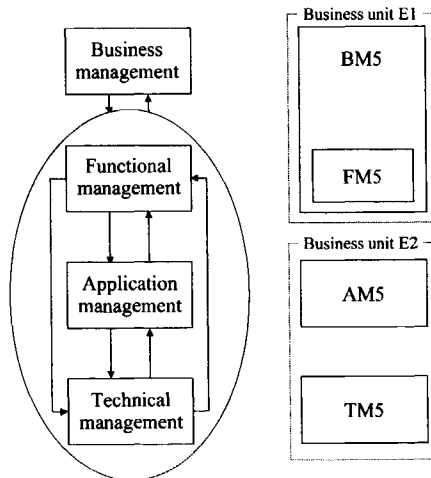 Business
management
Functional
management
Application
management
Technical
management
Business unit E1
BM5
FM5
Business unit E2
AM5
TM5